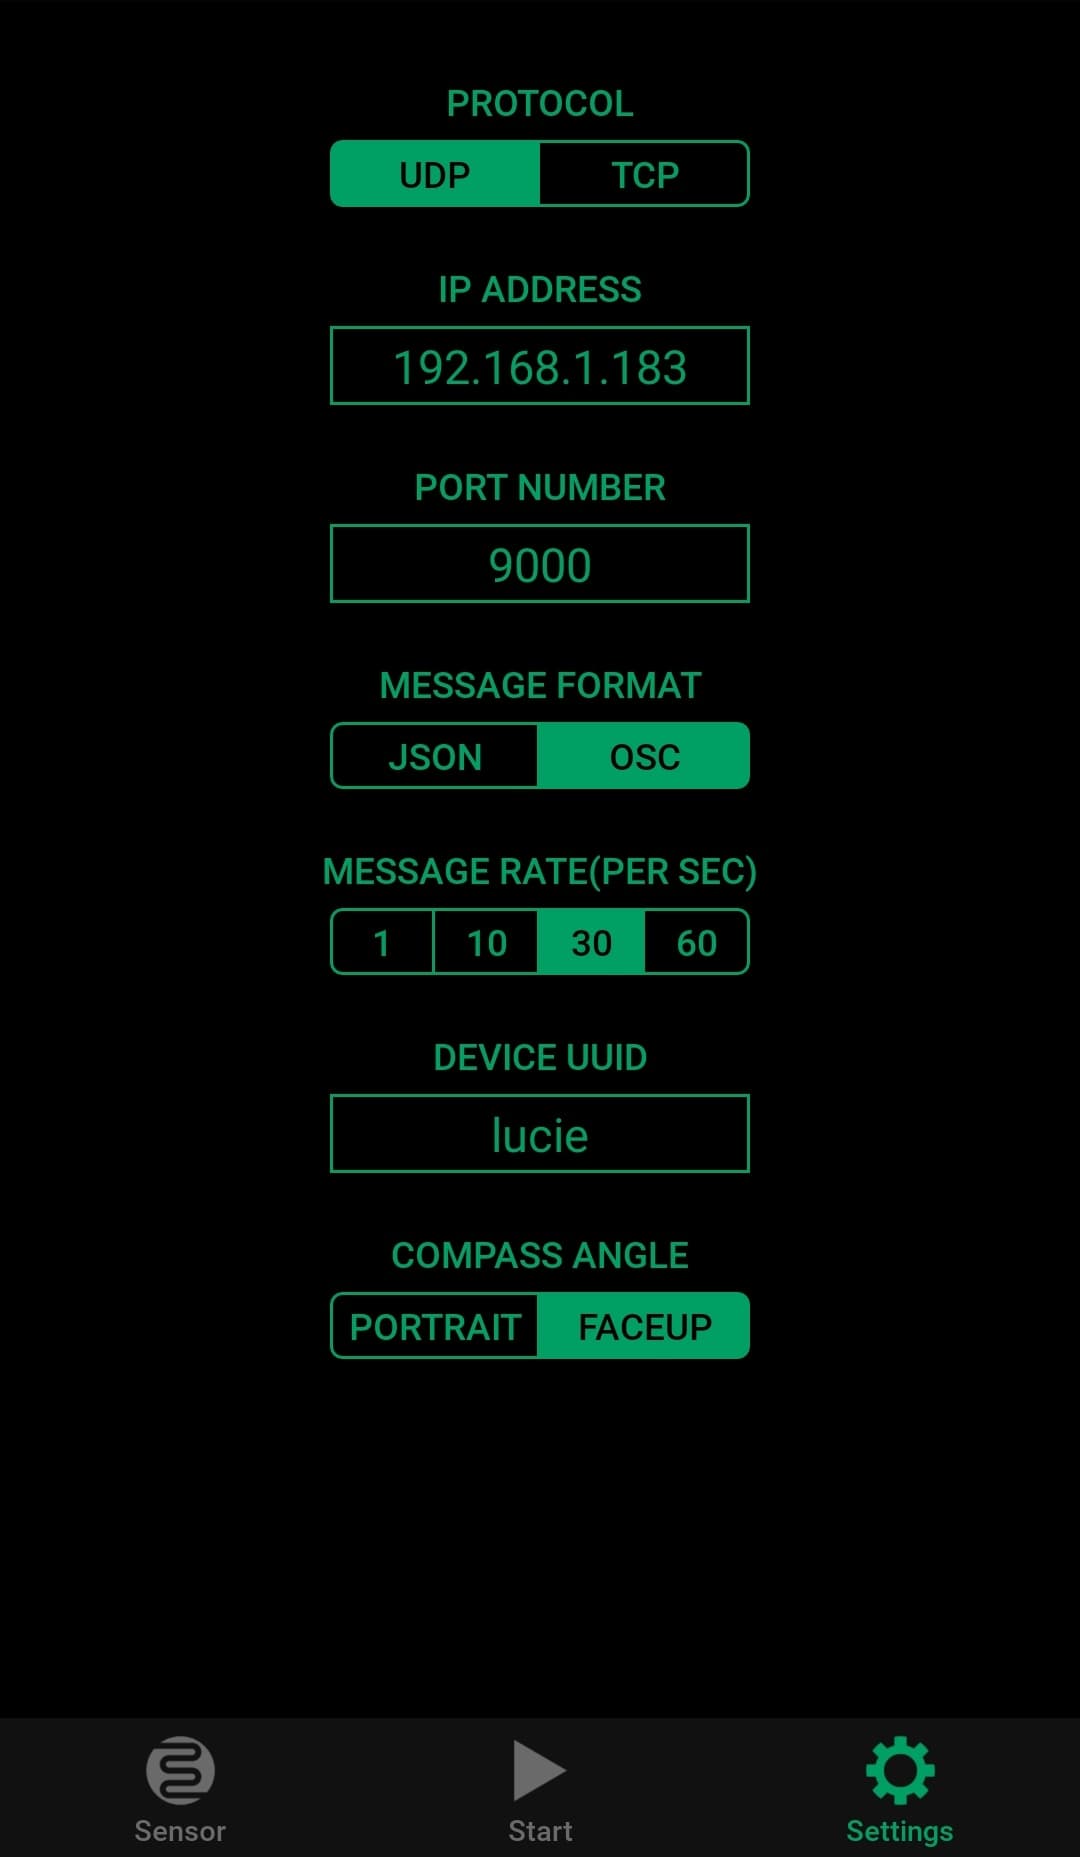 PROTOCOL
UDP TCP
IP ADDRESS
192.168.1.183
PORT NUMBER
9000
MESSAGE FORMAT
JSON OSC
MESSAGE RATE(PER SEC)
1 10 30 60
DEVICE UUID
lucie
COMPASS ANGLE
PORTRAIT FACEUP
Sensor Start Settings